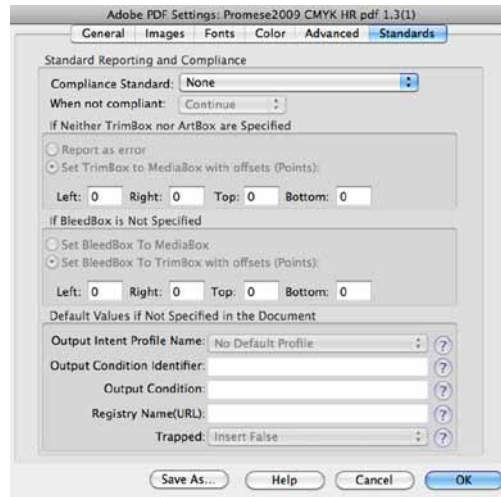 Adobe PDF Settings: Promese2009 CMYK HR pdf 1.3(1)
General Images Fonts Color Advanced Standards
Standard Reporting and Compliance
Compliance Standard: None
When not compliant: Continue
If Neither TrimBox nor ArtBox are Specified
Report as error
Set TrimBox to MediaBox with offsets (Points):
Left: 0 Right: 0 Top: 0 Bottom: 0
If BleedBox is Not Specified
Set BleedBox To MediaBox
Set BleedBox To TrimBox with offsets (Points):
Left: 0 Right: 0 Top: 0 Bottom: 0
Default Values if Not Specified in the Document
Output Intent Profile Name: No Default Profile ?
Output Condition Identifier: ?
Output Condition: ?
Registry Name(URL): ?
Trapped: Insert False ?
Save As... Help Cancel OK